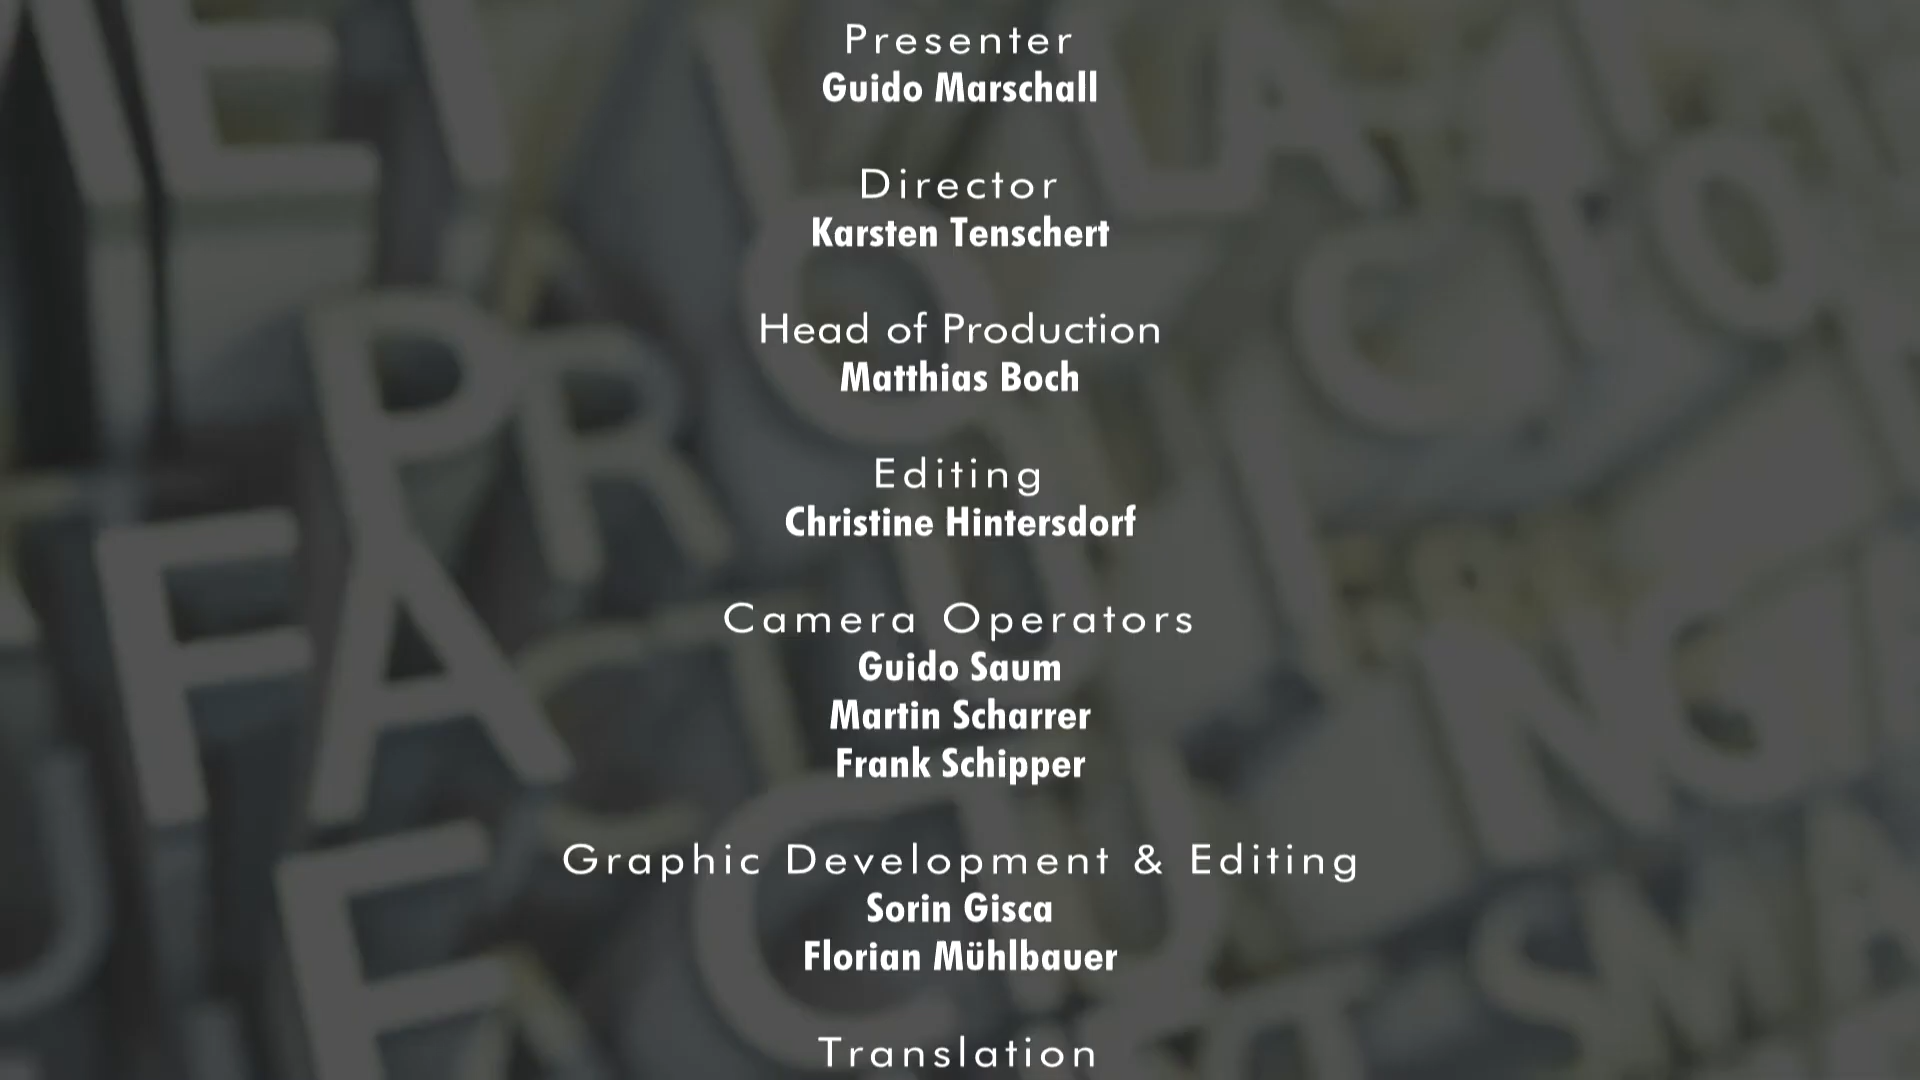 Presenter
Guido Marschall
Director
Karsten Tenschert
Head of Production
Matthias Boch
Editing
Christine Hintersdorf
Camera Operators
Guido Saum
Martin Scharrer
Frank Schipper
Graphic Development & Editing
Sorin Gisca
Florian Mühlbauer
Translation